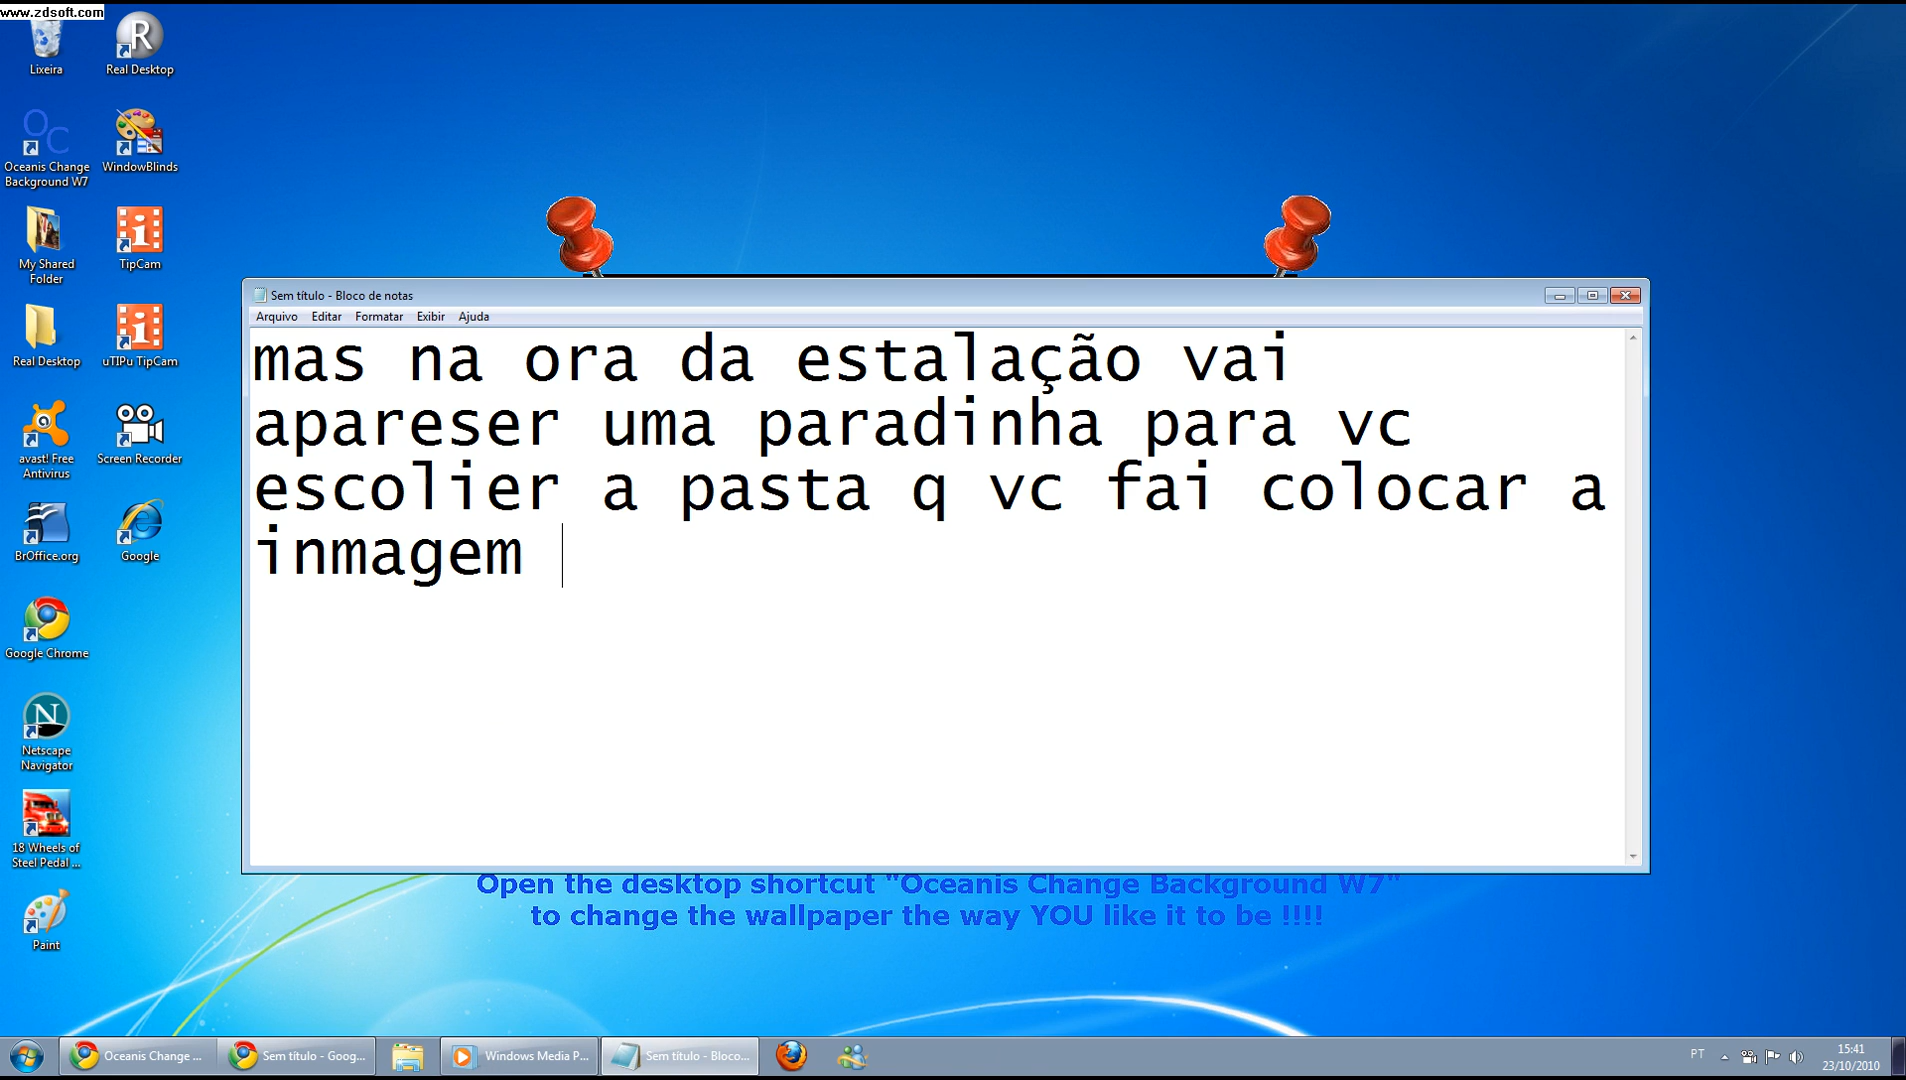 www.zdsoft.com
Lixeira
Real Desktop
Oceanis Change
Background W7
WindowBlinds
My Shared
Folder
TipCam
Real Desktop
uTIPu TipCam
avast! Free
Antivirus
Screen Recorder
BrOffice.org
Google
Google Chrome
Netscape
Navigator
18 Wheels of
Steel Pedal ...
Paint
Sem título - Bloco de notas
Arquivo Editar Formatar Exibir Ajuda
mas na ora da estalação vai
apareser uma paradinha para vc
escolier a pasta q vc fai colocar a
inmagem
Open the desktop shortcut "Oceanis Change Background W7"
to change the wallpaper the way YOU like it to be !!!!
Oceanis Change ...
Sem título - Goog...
Windows Media P...
Sem título - Bloco...
PT
15:41
23/10/2010